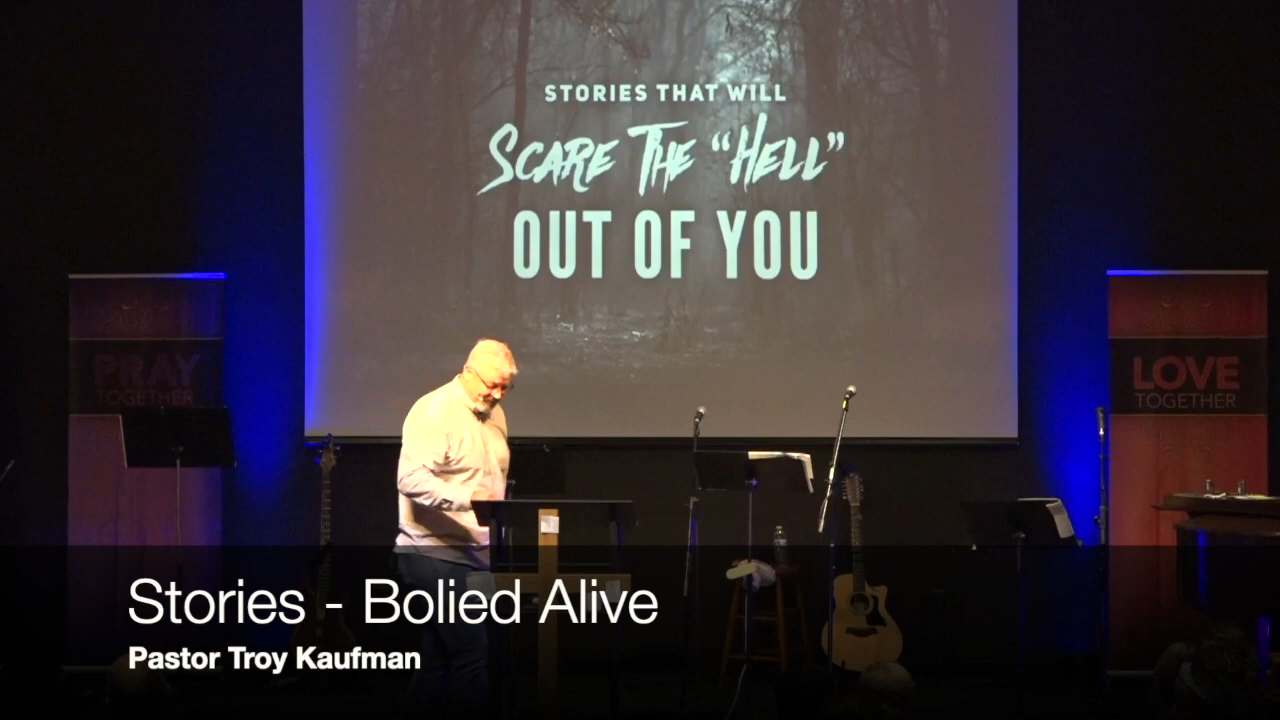 STORIES THAT WILL
SCARE THE “HELL”
OUT OF YOU
PRAY
TOGETHER
LOVE
TOGETHER
Stories - Bolied Alive
Pastor Troy Kaufman